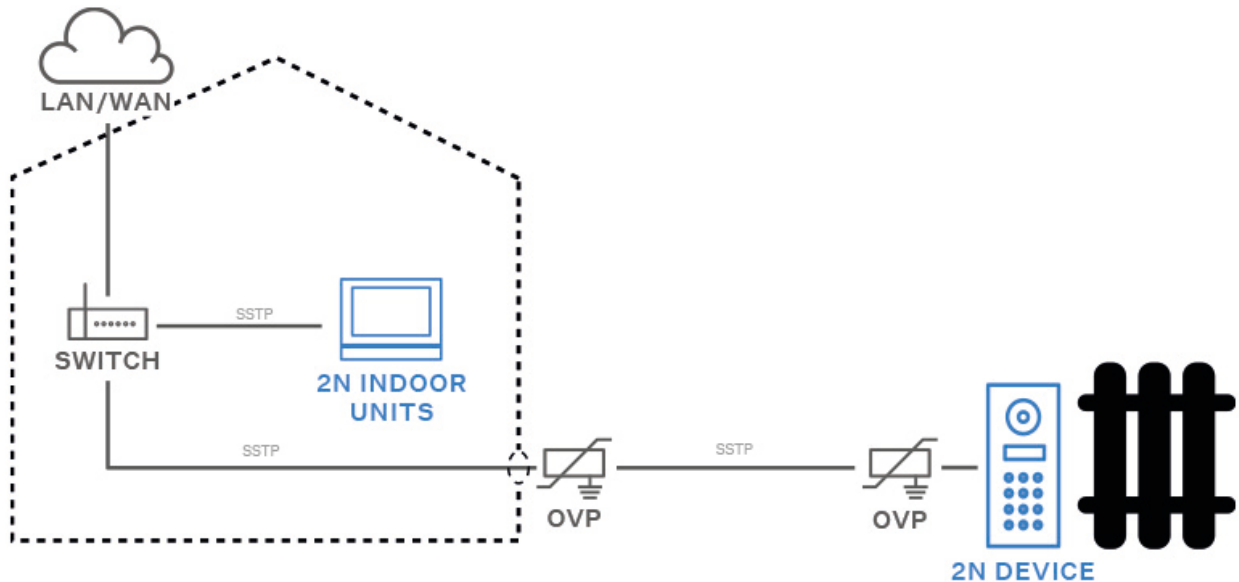 LAN/WAN
SSTP
SWITCH
2N INDOOR
UNITS
SSTP
SSTP
OVP
OVP
2N DEVICE